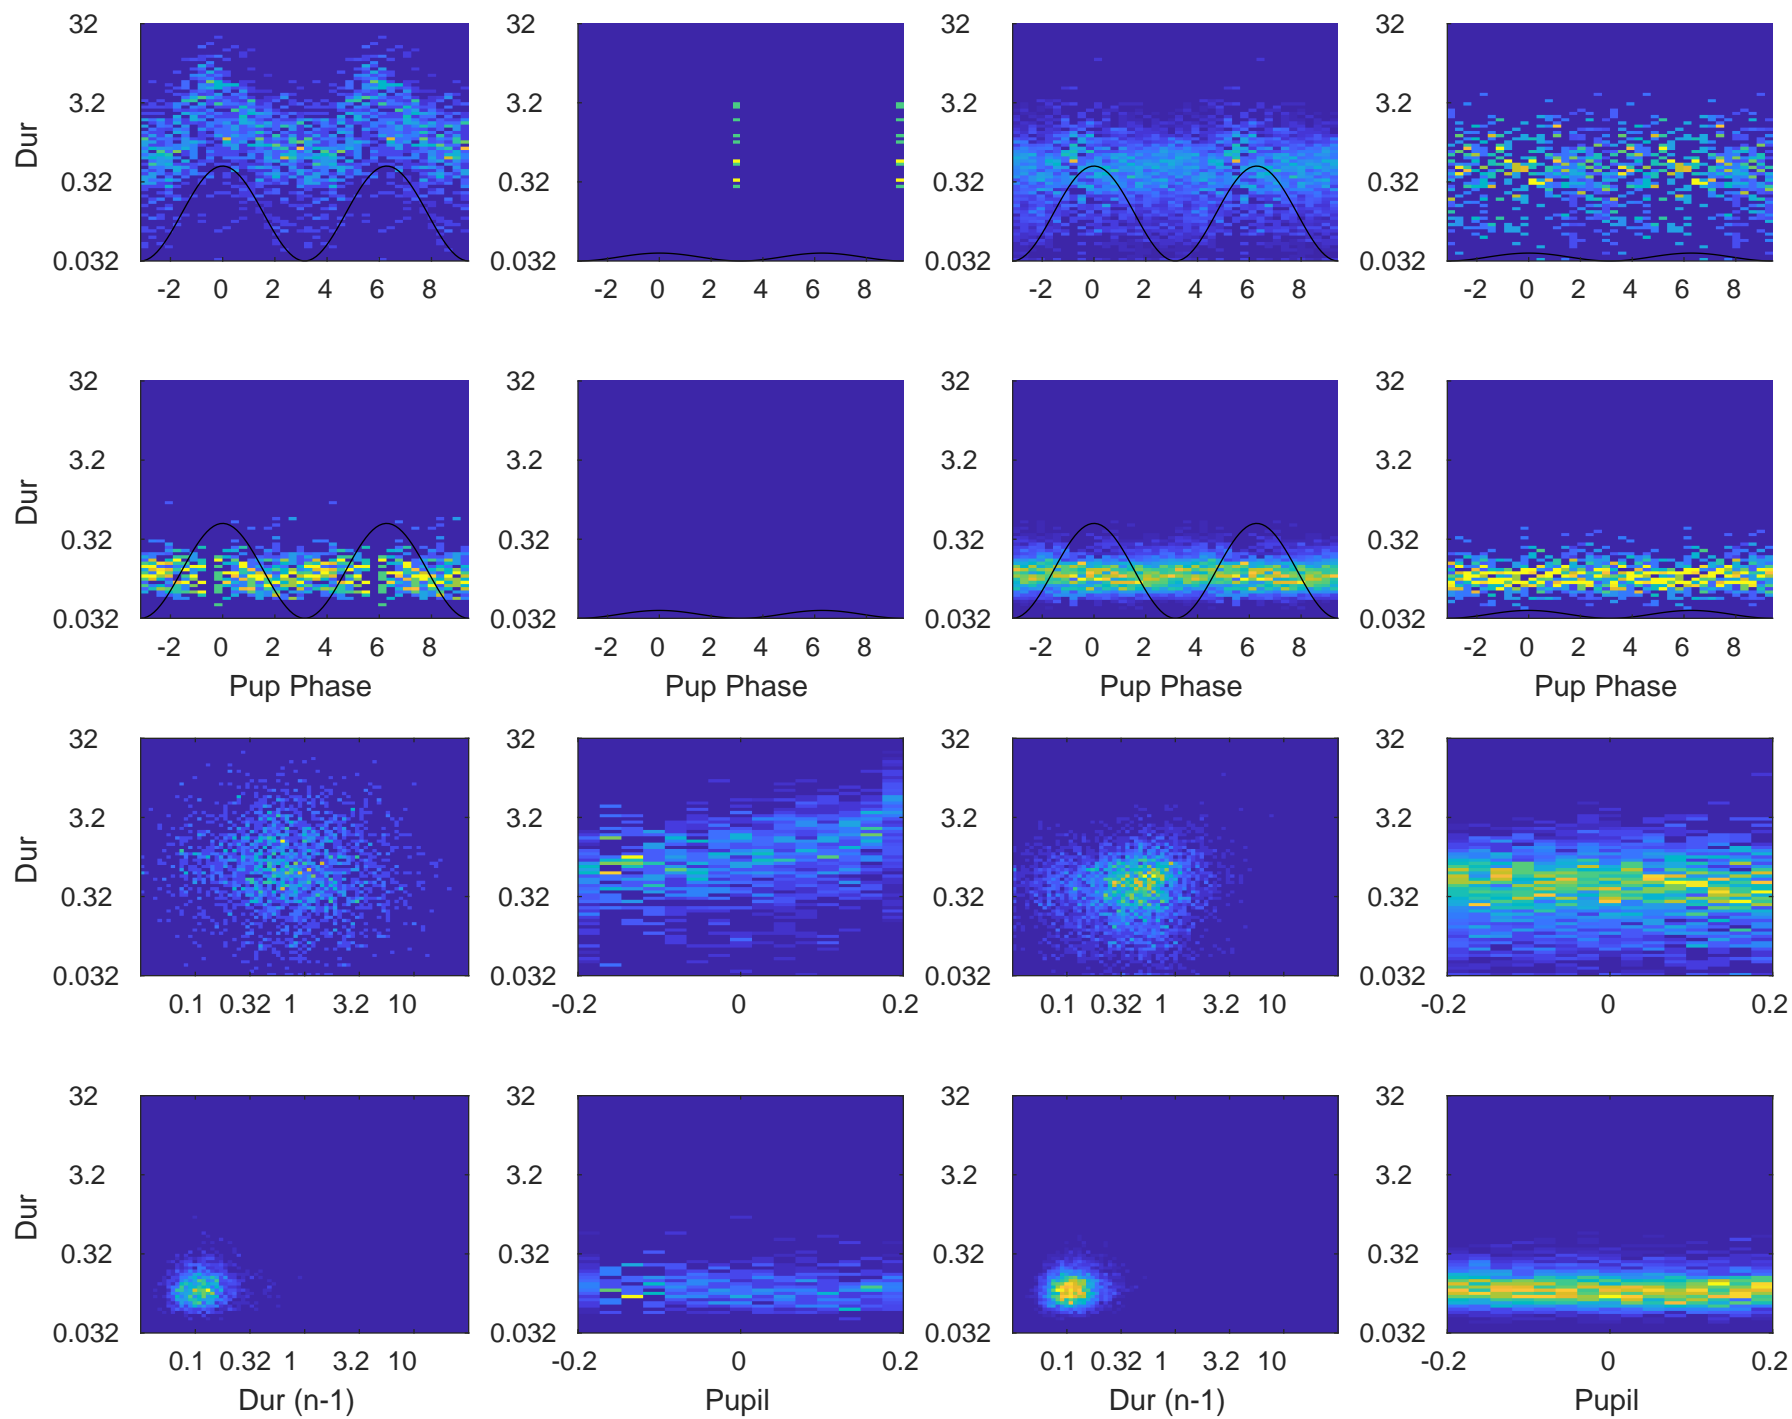 32 32 32 32
3.2 3.2 3.2 3.2
Dur
0.32 0.32 0.32 0.32
0.032 0.032 0.032 0.032
-2 0 2 4 6 8 -2 0 2 4 6 8 -2 0 2 4 6 8 -2 0 2 4 6 8
32 32 32 32
3.2 3.2 3.2 3.2
Dur
0.32 0.32 0.32 0.32
0.032 0.032 0.032 0.032
-2 0 2 4 6 8 -2 0 2 4 6 8 -2 0 2 4 6 8 -2 0 2 4 6 8
Pup Phase Pup Phase Pup Phase Pup Phase
32 32 32 32
3.2 3.2 3.2 3.2
Dur
0.32 0.32 0.32 0.32
0.032 0.032 0.032 0.032
0.1 0.32 1 3.2 10 -0.2 0 0.2 0.1 0.32 1 3.2 10 -0.2 0 0.2
32 32 32 32
3.2 3.2 3.2 3.2
Dur
0.32 0.32 0.32 0.32
0.032 0.032 0.032 0.032
0.1 0.32 1 3.2 10 -0.2 0 0.2 0.1 0.32 1 3.2 10 -0.2 0 0.2
Dur (n-1) Pupil Dur (n-1) Pupil